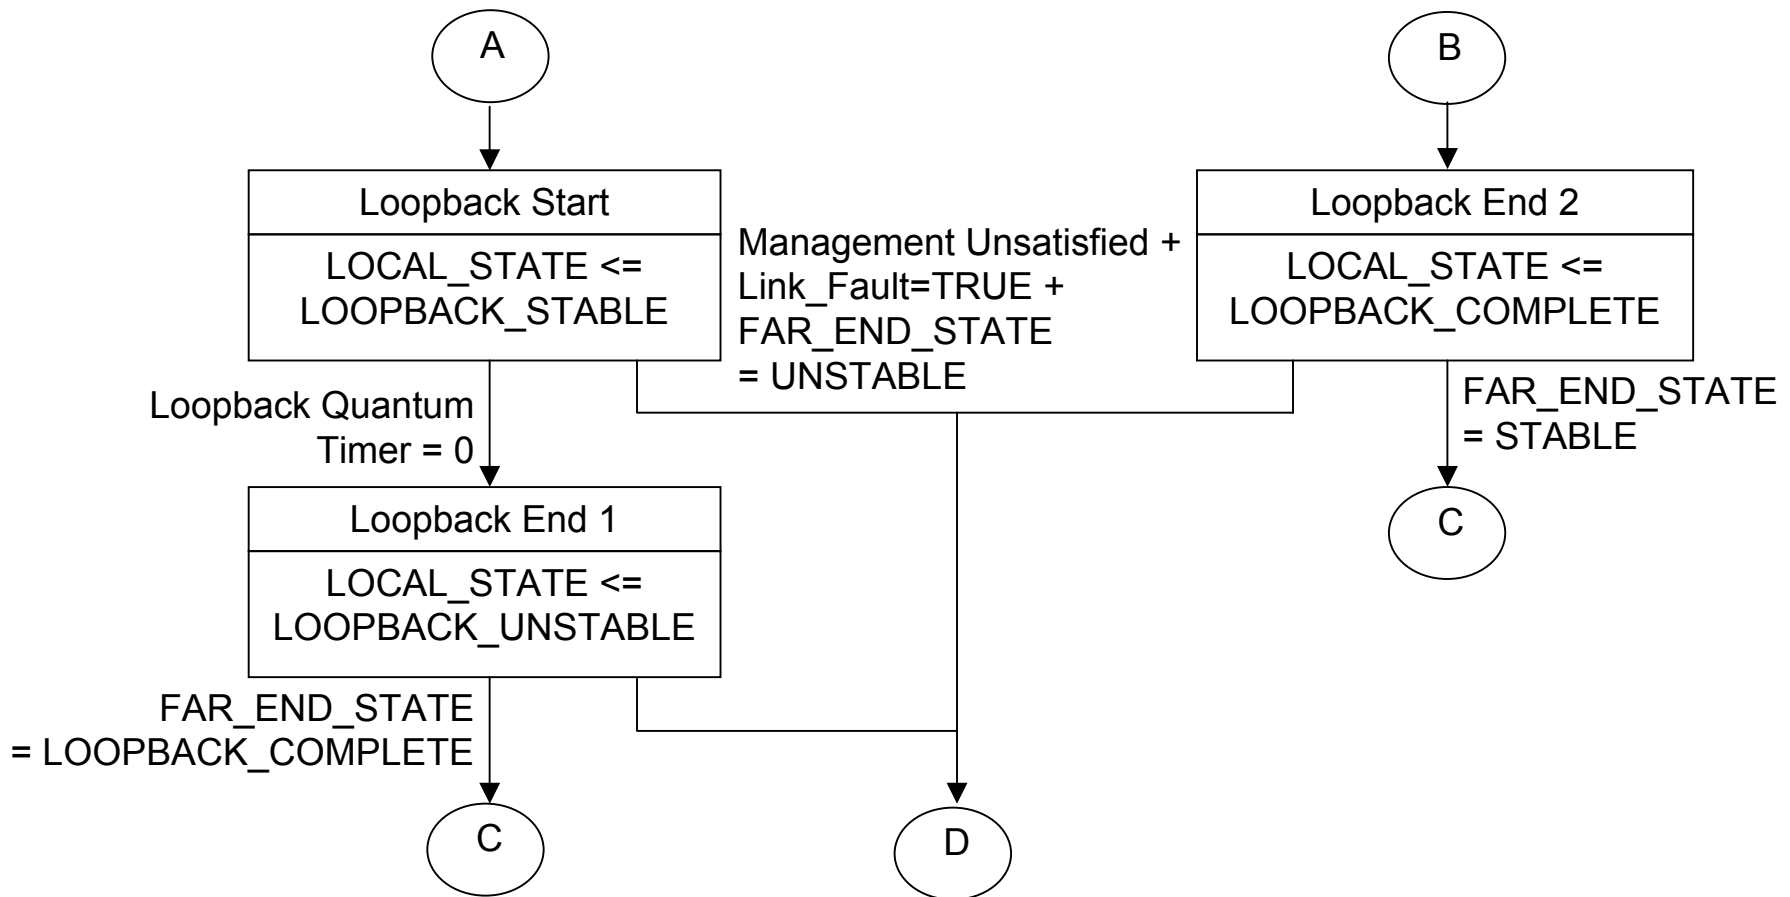 A
B
Loopback Start
LOCAL_STATE <=
LOOPBACK_STABLE
Management Unsatisfied +
Link_Fault=TRUE +
FAR_END_STATE
= UNSTABLE
Loopback End 2
LOCAL_STATE <=
LOOPBACK_COMPLETE
Loopback Quantum
Timer = 0
FAR_END_STATE
= STABLE
Loopback End 1
LOCAL_STATE <=
LOOPBACK_UNSTABLE
C
FAR_END_STATE
= LOOPBACK_COMPLETE
C
D